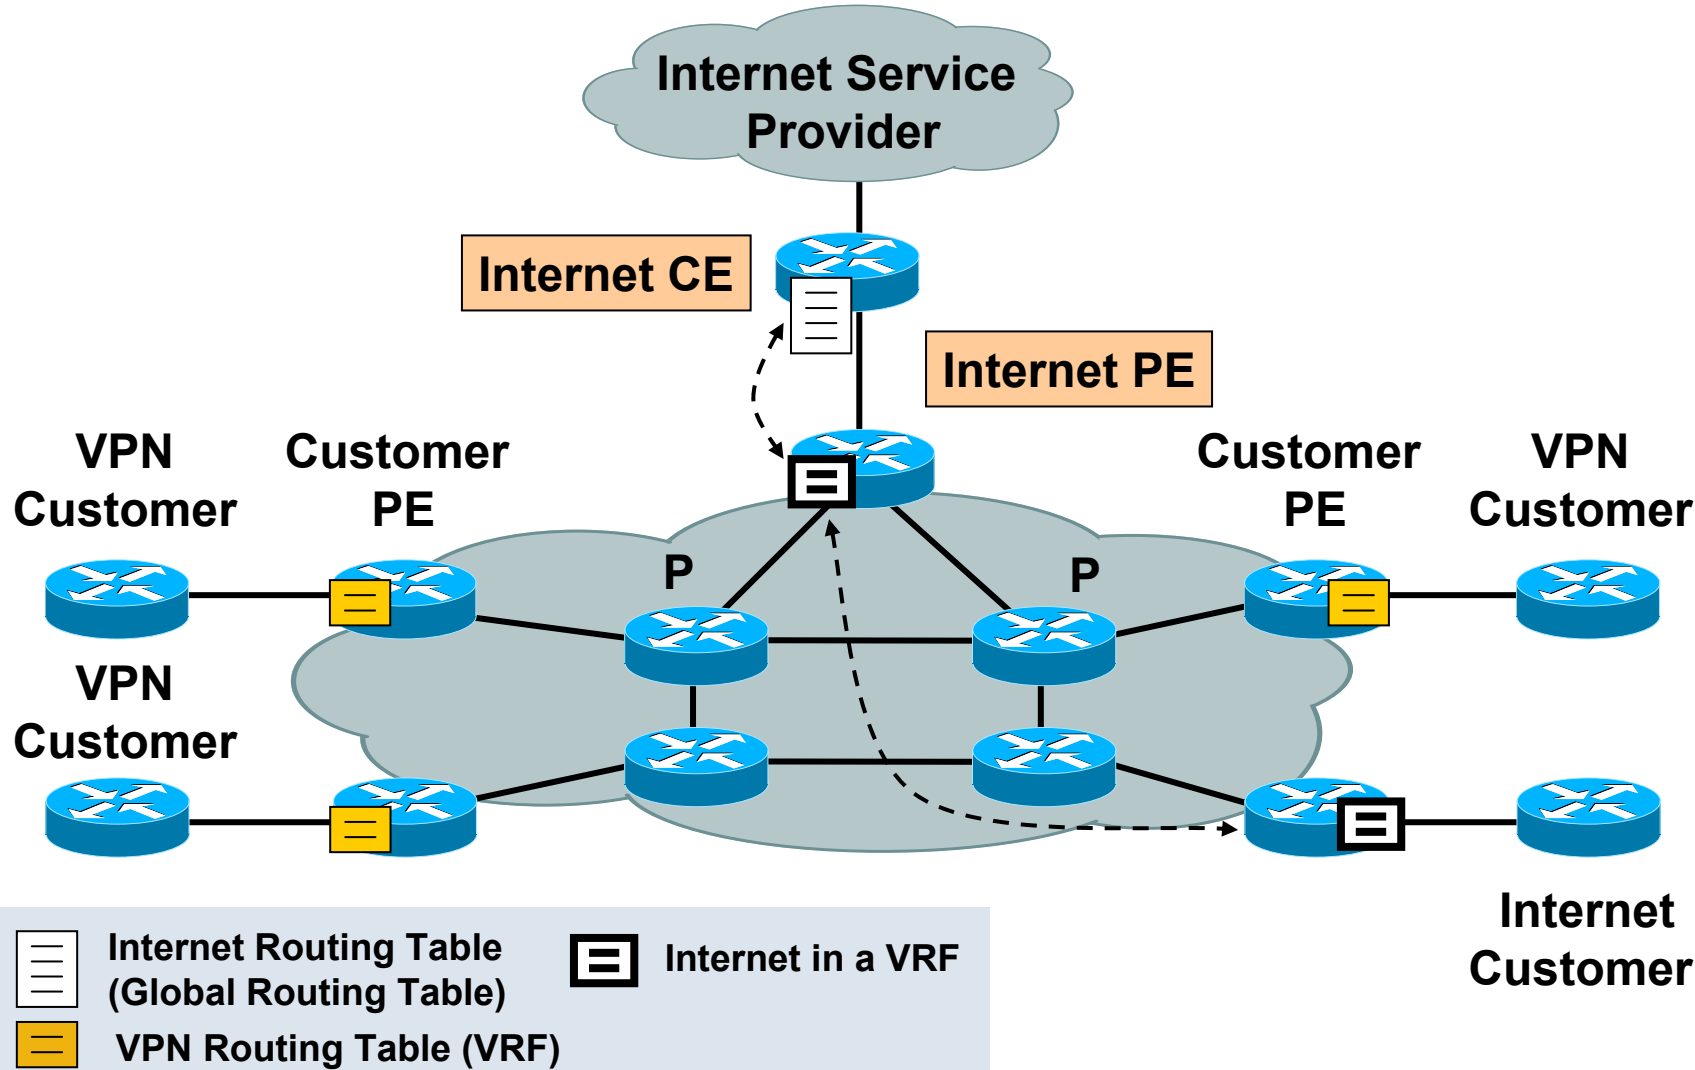 Internet Service
Provider
Internet CE
Internet PE
VPN
Customer
Customer
PE
Customer
PE
VPN
Customer
P
P
VPN
Customer
Internet
Customer
Internet Routing Table
(Global Routing Table)
Internet in a VRF
VPN Routing Table (VRF)